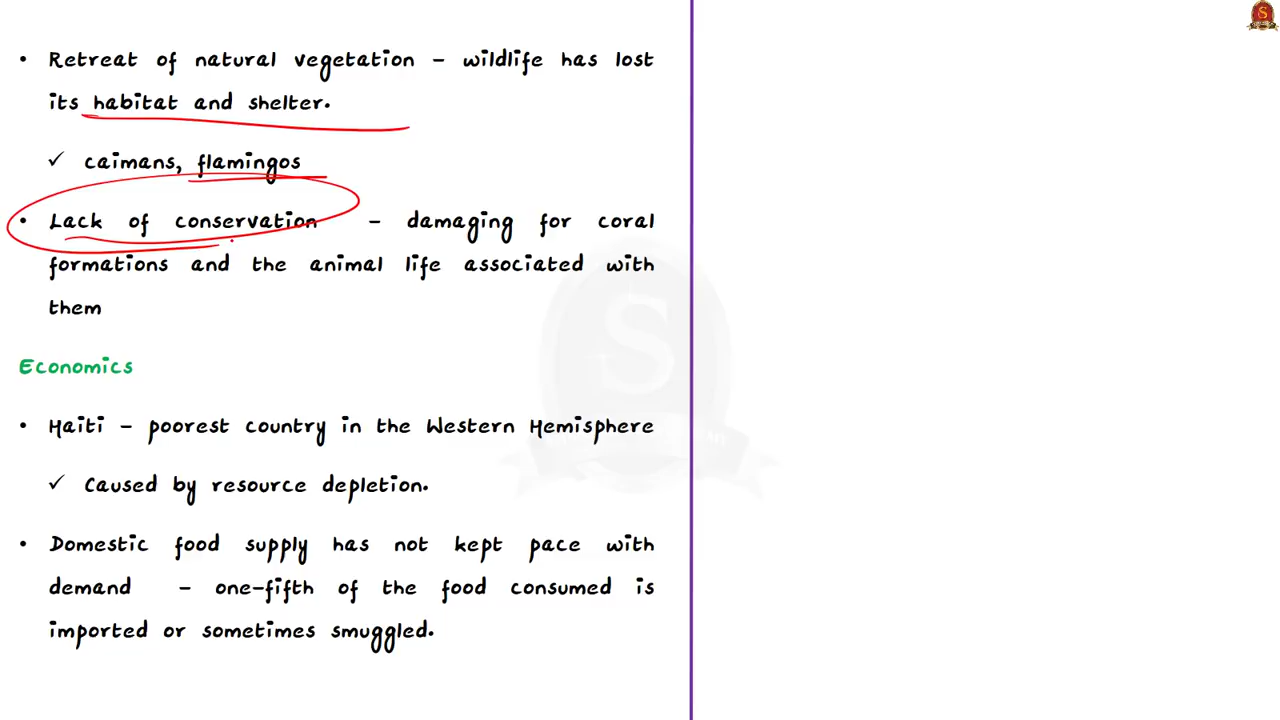 • Retreat of natural vegetation – wildlife has lost
its habitat and shelter.
✓ caimans, flamingos
• Lack of conservation – damaging for coral
formations and the animal life associated with
them
Economics
• Haiti – poorest country in the Western Hemisphere
✓ Caused by resource depletion.
• Domestic food supply has not kept pace with
demand – one-fifth of the food consumed is
imported or sometimes smuggled.
S
S